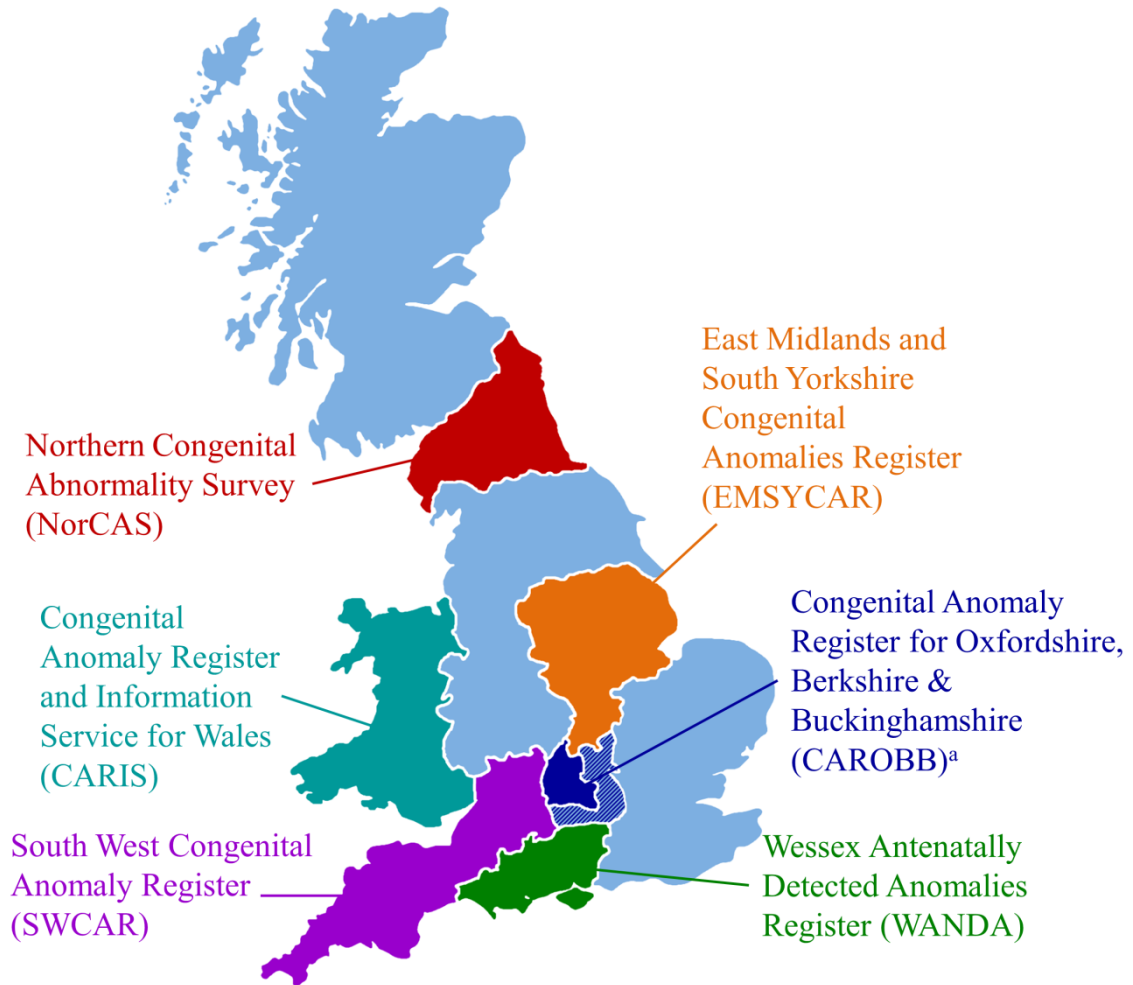 East Midlands and
South Yorkshire
Congenital
Anomalies Register
(EMSYCAR)
Northern Congenital
Abnormality Survey
(NorCAS)
Congenital Anomaly
Register for Oxfordshire,
Berkshire &
Buckinghamshire
(CAROBB)ᵃ
Congenital
Anomaly Register
and Information
Service for Wales
(CARIS)
South West Congenital
Anomaly Register
(SWCAR)
Wessex Antenatally
Detected Anomalies
Register (WANDA)